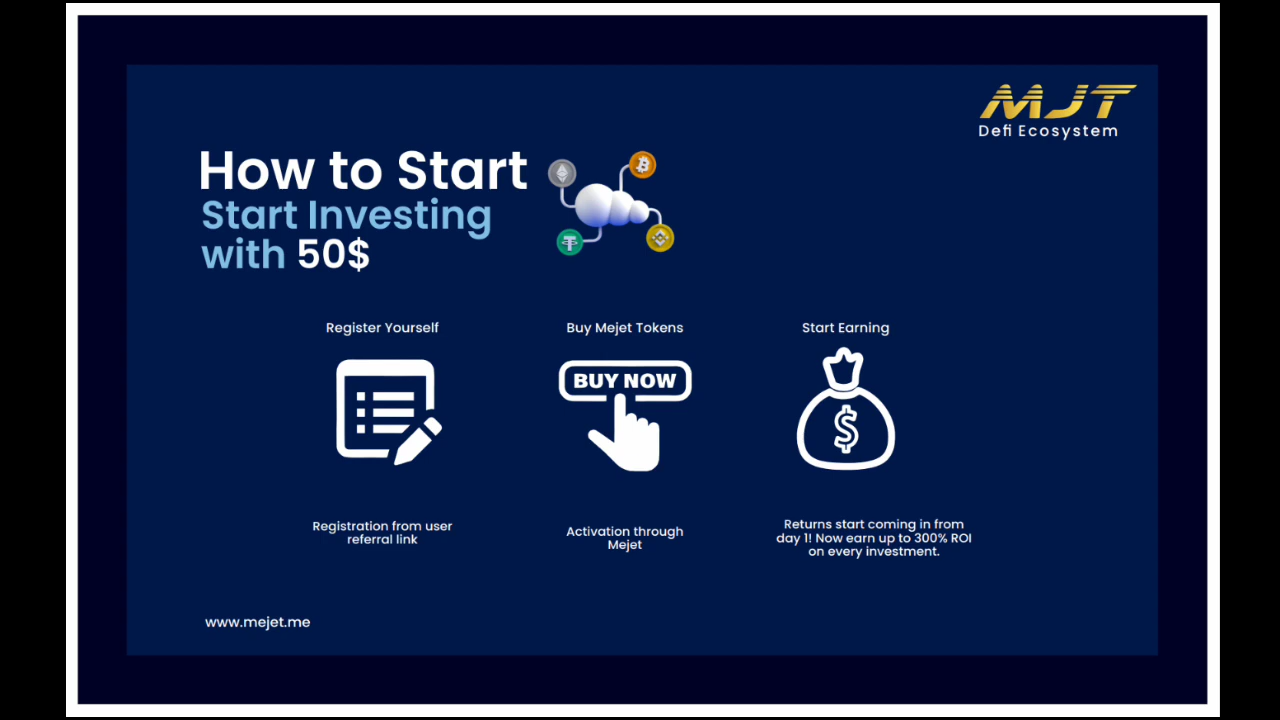 MJT
Defi Ecosystem
How to Start
Start Investing
with 50$
Register Yourself
Buy Mejet Tokens
Start Earning
BUY NOW
$
Registration from user
referral link
Activation through
Mejet
Returns start coming in from
day 1! Now earn up to 300% ROI
on every investment.
www.mejet.me